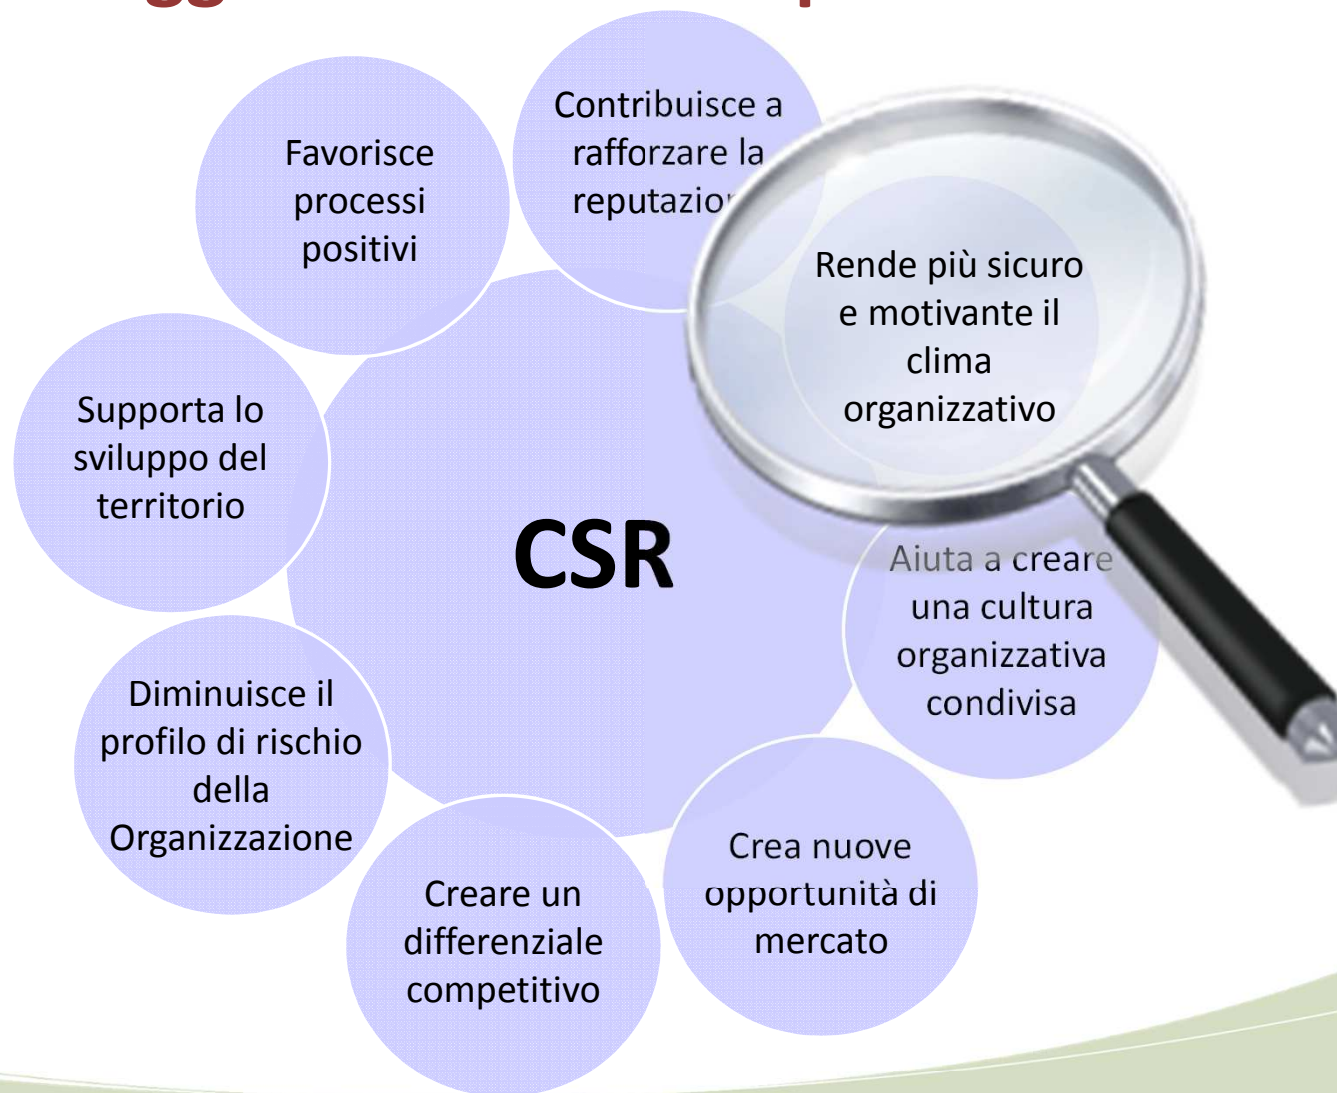 Contribuisce a
rafforzare la
Favorisce
processi
positivi
Rende più sicuro
e motivante il
clima
organizzativo
Supporta lo
sviluppo del
territorio
CSR
Aiuta a creare
una cultura
organizzativa
condivisa
Diminuisce il
profilo di rischio
della
Organizzazione
Crea nuove
opportunità di
mercato
Creare un
differenziale
competitivo